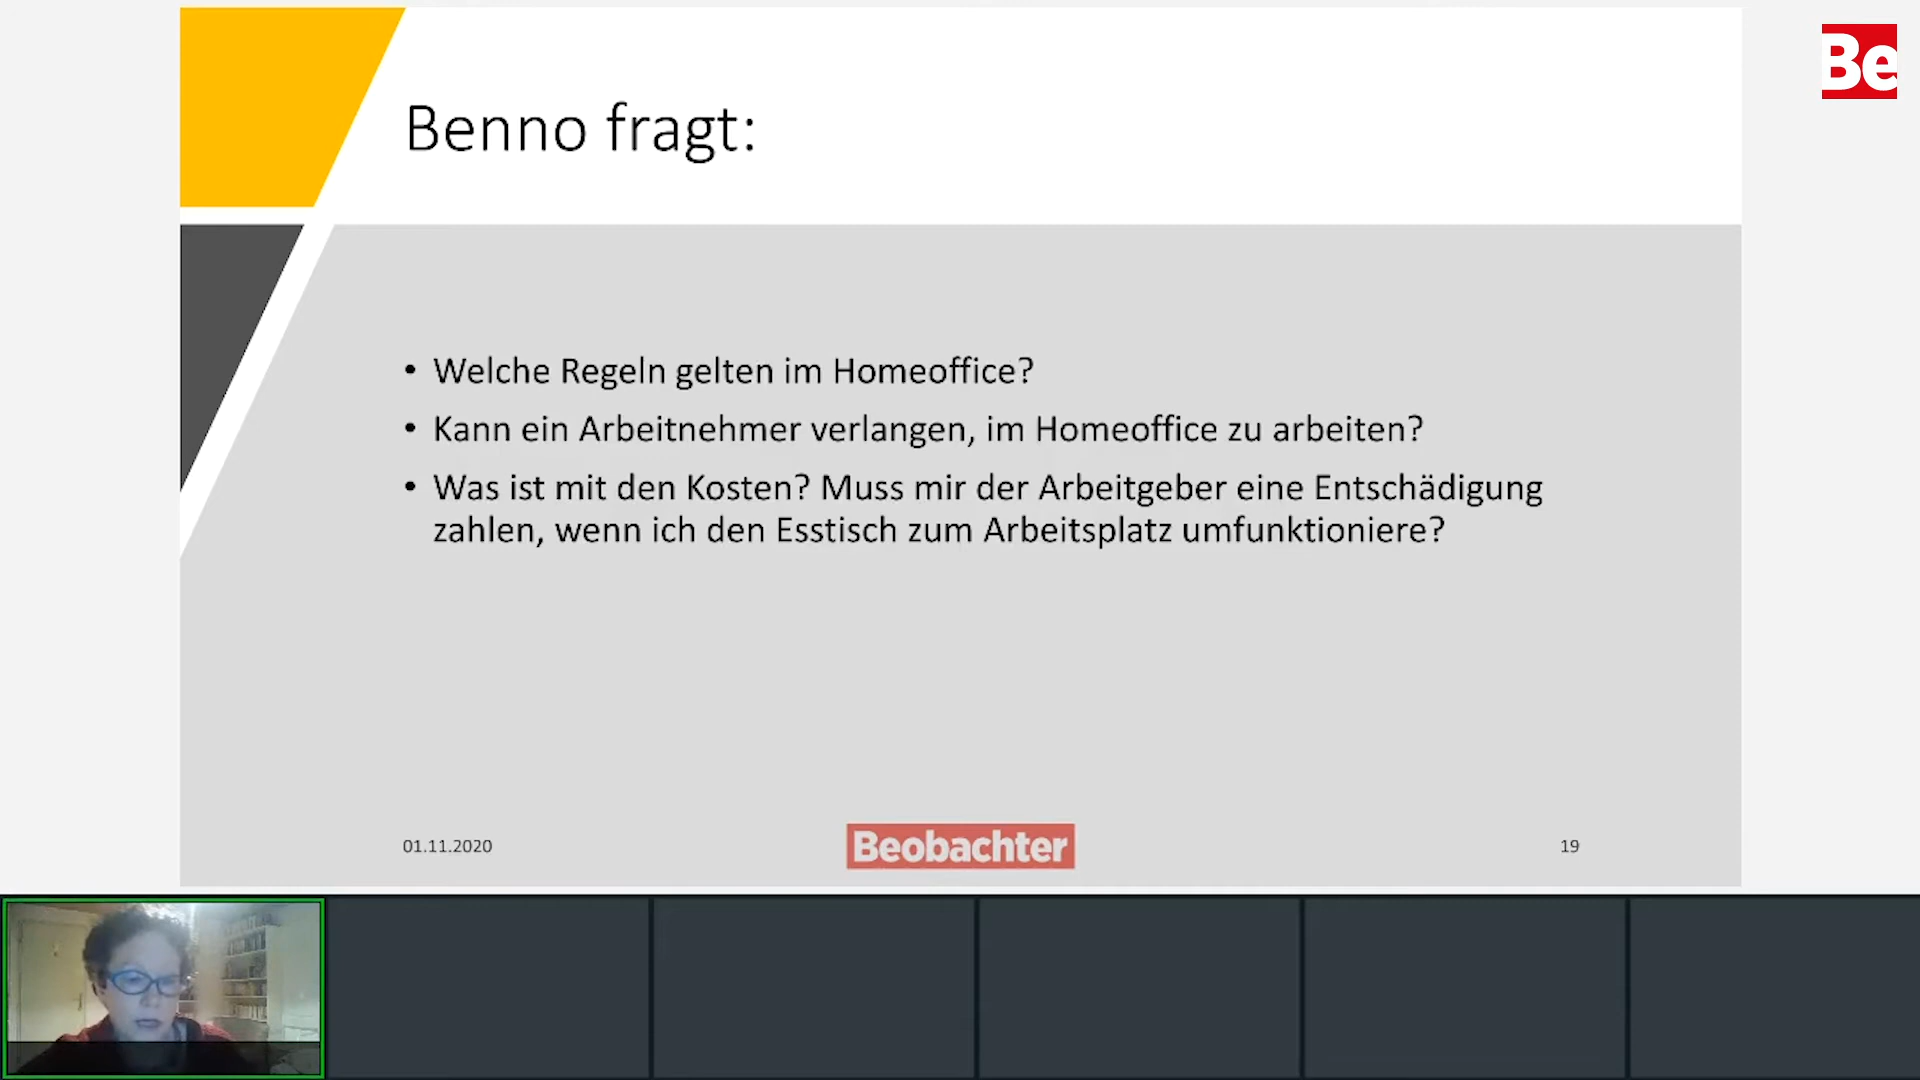 Be
Benno fragt:
• Welche Regeln gelten im Homeoffice?
• Kann ein Arbeitnehmer verlangen, im Homeoffice zu arbeiten?
• Was ist mit den Kosten? Muss mir der Arbeitgeber eine Entschädigung
zahlen, wenn ich den Esstisch zum Arbeitsplatz umfunktioniere?
01.11.2020
Beobachter
19